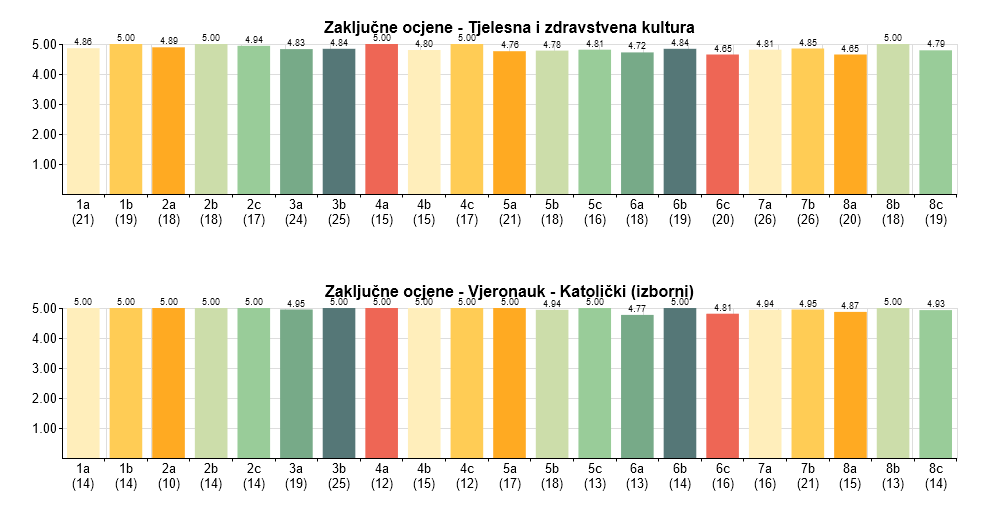 Zaključne ocjene - Tjelesna i zdravstvena kultura
4.86 5.00 4.89 5.00 4.94 4.83 4.84 5.00 4.80 5.00 4.76 4.78 4.81 4.72 4.84 4.65 4.81 4.85 4.65 5.00 4.79
5.00
4.00
3.00
2.00
1.00
1a 1b 2a 2b 2c 3a 3b 4a 4b 4c 5a 5b 5c 6a 6b 6c 7a 7b 8a 8b 8c
(21) (19) (18) (18) (17) (24) (25) (15) (15) (17) (21) (18) (16) (18) (19) (20) (26) (26) (20) (18) (19)
Zaključne ocjene - Vjeronauk - Katolički (izborni)
5.00 5.00 5.00 5.00 5.00 4.95 5.00 5.00 5.00 5.00 5.00 4.94 5.00 4.77 5.00 4.81 4.94 4.95 4.87 5.00 4.93
5.00
4.00
3.00
2.00
1.00
1a 1b 2a 2b 2c 3a 3b 4a 4b 4c 5a 5b 5c 6a 6b 6c 7a 7b 8a 8b 8c
(14) (14) (10) (14) (14) (19) (25) (12) (15) (12) (17) (18) (13) (13) (14) (16) (16) (21) (15) (13) (14)